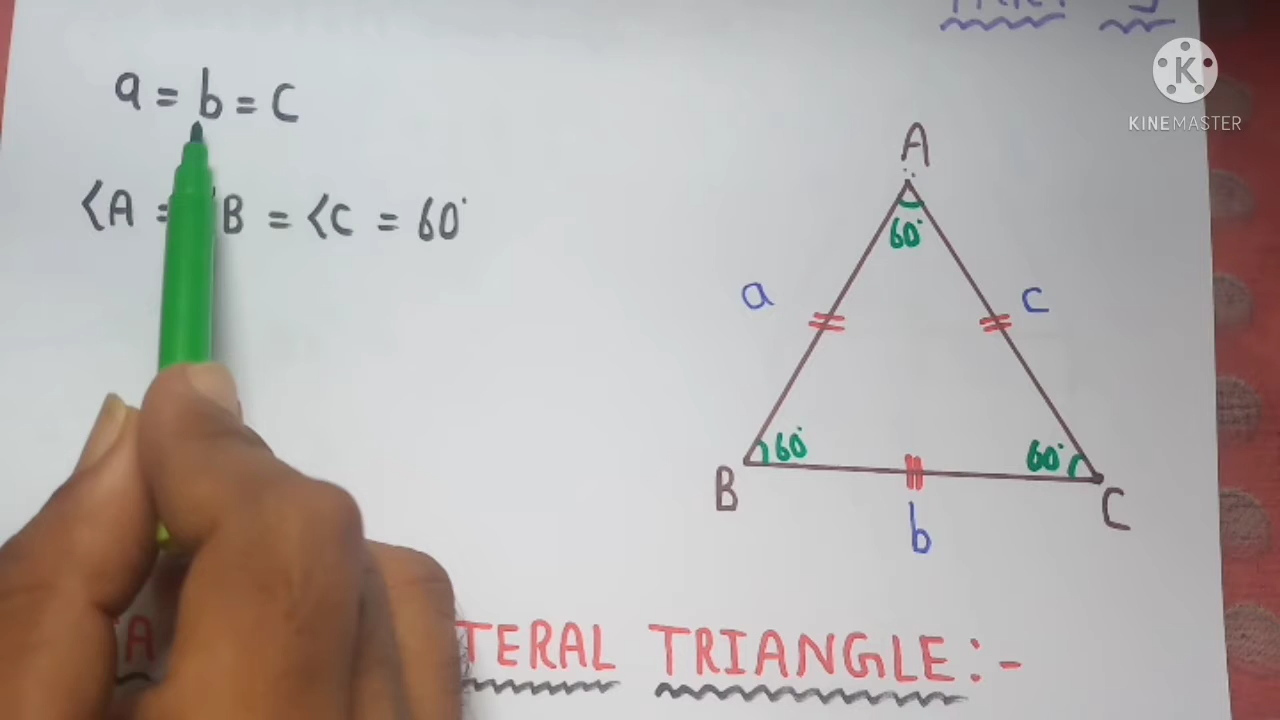 a = b = C
<A = B = <C = 60°
A
60°
a
c
60°
60°
B
C
b
TERAL TRIANGLE:-
K
KINEMASTER